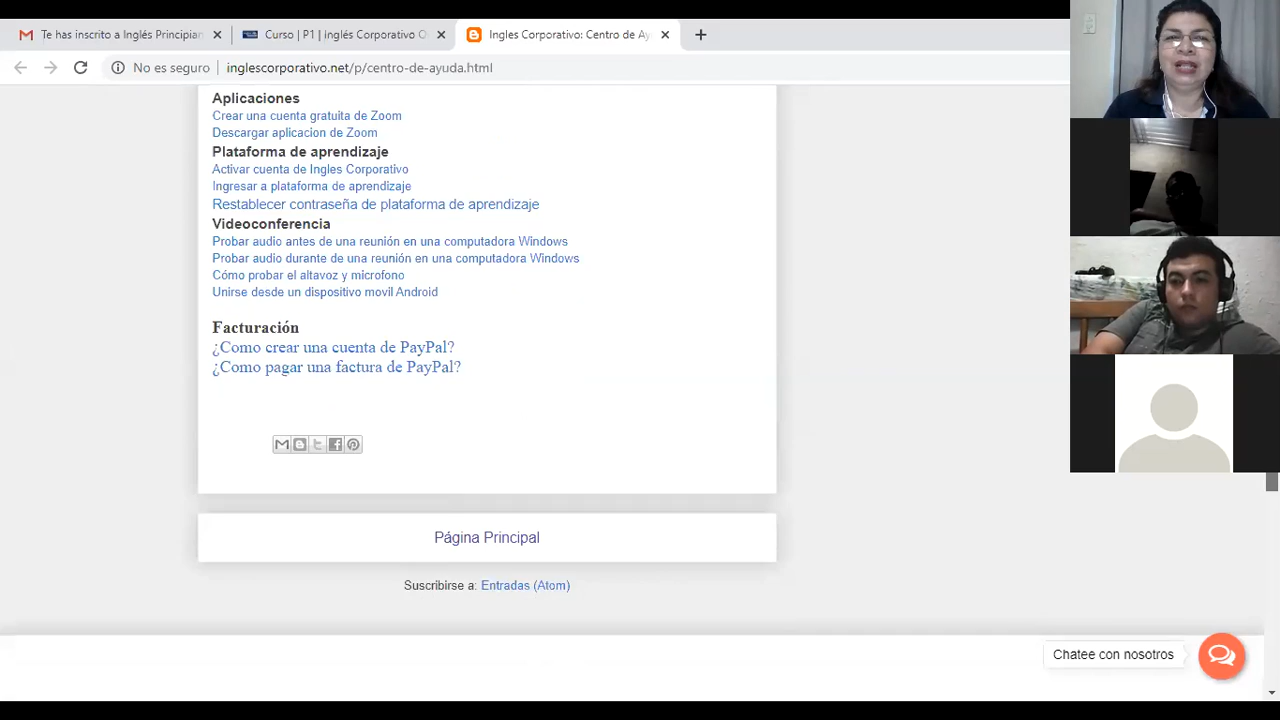 Te has inscrito a Inglés Principian
Curso | P1 | inglés Corporativo O
Ingles Corporativo: Centro de Ay
No es seguro
inglescorporativo.net/p/centro-de-ayuda.html
Aplicaciones
Crear una cuenta gratuita de Zoom
Descargar aplicacion de Zoom
Plataforma de aprendizaje
Activar cuenta de Ingles Corporativo
Ingresar a plataforma de aprendizaje
Restablecer contraseña de plataforma de aprendizaje
Videoconferencia
Probar audio antes de una reunión en una computadora Windows
Probar audio durante de una reunión en una computadora Windows
Cómo probar el altavoz y microfono
Unirse desde un dispositivo movil Android
Facturación
¿Como crear una cuenta de PayPal?
¿Como pagar una factura de PayPal?
Página Principal
Suscribirse a: Entradas (Atom)
Chatee con nosotros